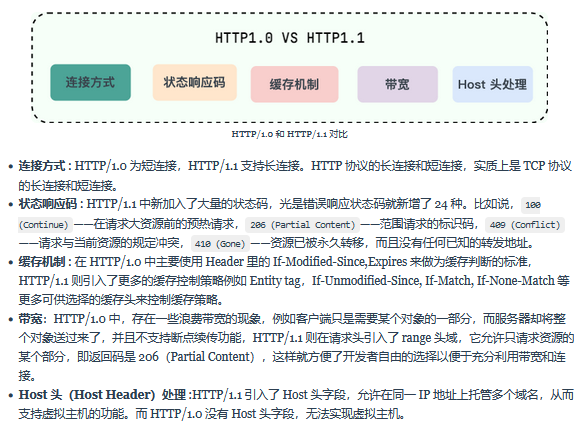 HTTP1.0 VS HTTP1.1
连接方式
状态响应码
缓存机制
带宽
Host 头处理
HTTP/1.0 和 HTTP/1.1 对比
连接方式 : HTTP/1.0 为短连接，HTTP/1.1 支持长连接。HTTP 协议的长连接和短连接，实质上是 TCP 协议
的长连接和短连接。
状态响应码 : HTTP/1.1 中新加入了大量的状态码，光是错误响应状态码就新增了 24 种。比如说，100
(Continue)——在请求大资源前的预热请求，206 (Partial Content)——范围请求的标识码，409 (Conflict)
——请求与当前资源的规定冲突，410 (Gone)——资源已被永久转移，而且没有任何已知的转发地址。
缓存机制 : 在 HTTP/1.0 中主要使用 Header 里的 If-Modified-Since,Expires 来做为缓存判断的标准，
HTTP/1.1 则引入了更多的缓存控制策略例如 Entity tag，If-Unmodified-Since, If-Match, If-None-Match 等
更多可供选择的缓存头来控制缓存策略。
带宽：HTTP/1.0 中，存在一些浪费带宽的现象，例如客户端只是需要某个对象的一部分，而服务器却将整
个对象送过来了，并且不支持断点续传功能，HTTP/1.1 则在请求头引入了 range 头域，它允许只请求资源的
某个部分，即返回码是 206（Partial Content），这样就方便了开发者自由的选择以便于充分利用带宽和连
接。
Host 头（Host Header）处理 :HTTP/1.1 引入了 Host 头字段，允许在同一 IP 地址上托管多个域名，从而
支持虚拟主机的功能。而 HTTP/1.0 没有 Host 头字段，无法实现虚拟主机。